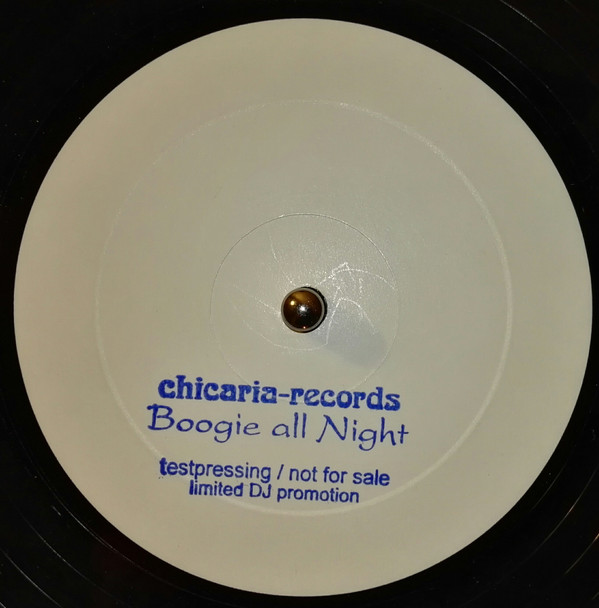 chicaria-records
Boogie all Night
testpressing / not for sale
limited DJ promotion